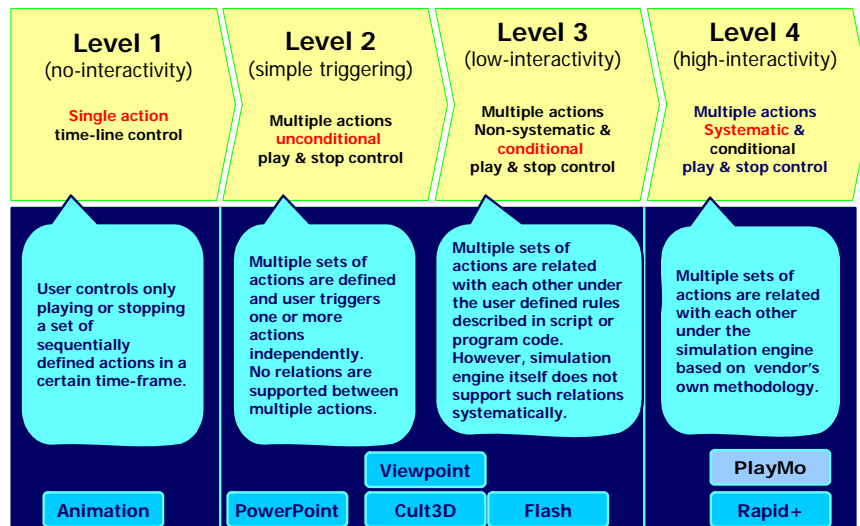 Level 1
(no-interactivity)
Single action
time-line control
Level 2
(simple triggering)
Multiple actions
unconditional
play & stop control
Level 3
(low-interactivity)
Multiple actions
Non-systematic &
conditional
play & stop control
Level 4
(high-interactivity)
Multiple actions
Systematic &
conditional
play & stop control
User controls only
playing or stopping
a set of
sequentially
defined actions in a
certain time-frame.
Multiple sets of
actions are defined
and user triggers
one or more
actions
independently.
No relations are
supported between
multiple actions.
Multiple sets of
actions are related
with each other under
the user defined rules
described in script or
program code.
However, simulation
engine itself does not
support such relations
systematically.
Multiple sets of
actions are related
with each other
under the
simulation engine
based on vendor's
own methodology.
Viewpoint
PlayMo
Animation
PowerPoint
Cult3D
Flash
Rapid+